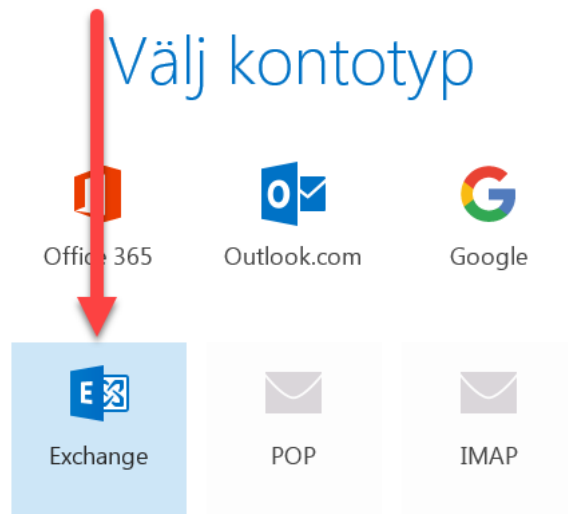 Välj kontotyp
Office 365
Outlook.com
Google
Exchange
POP
IMAP